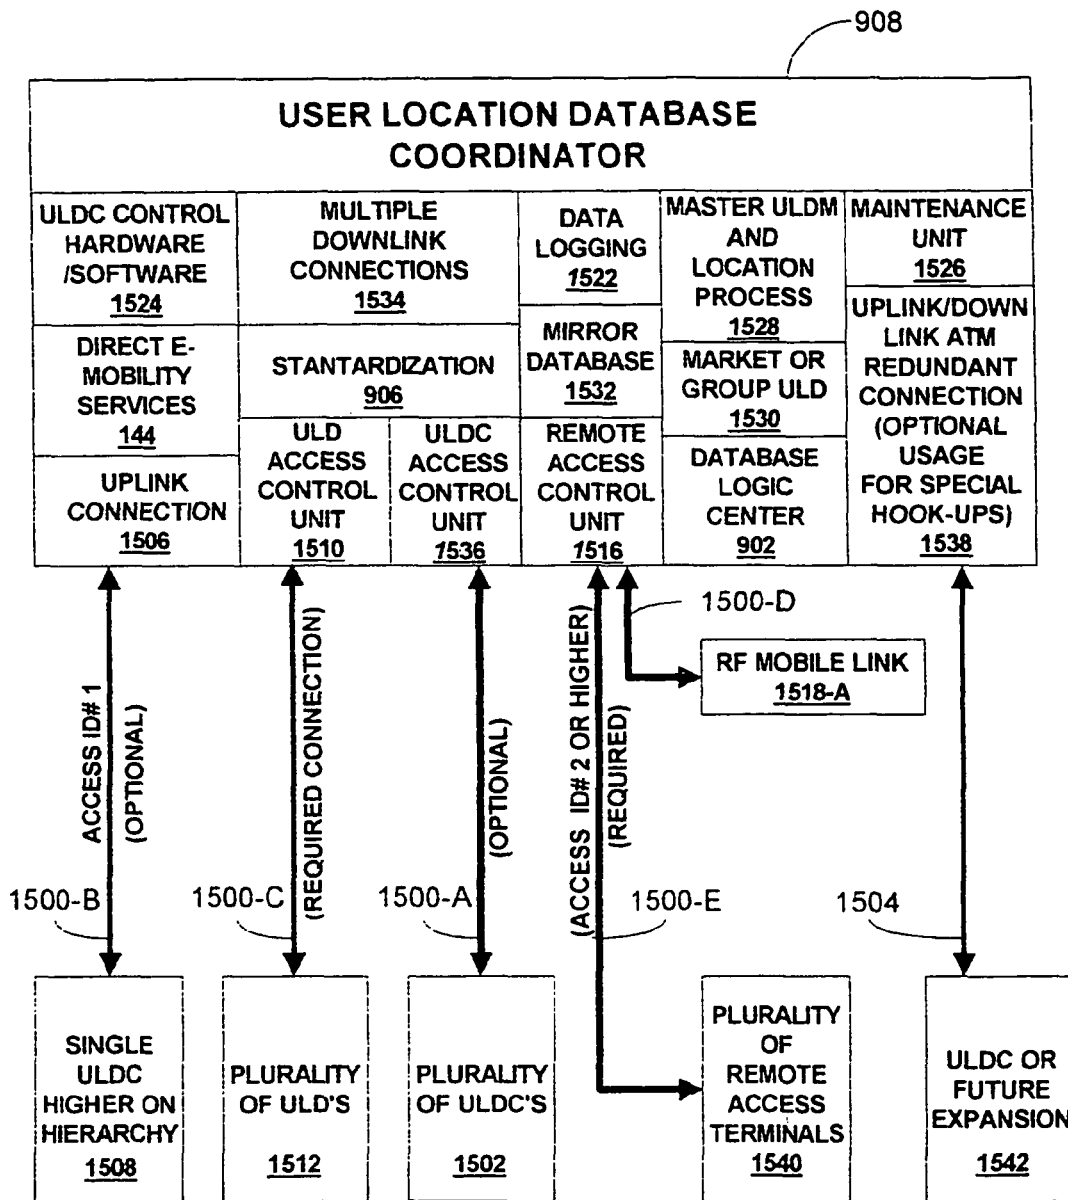 908
USER LOCATION DATABASE
COORDINATOR
ULDC CONTROL
HARDWARE
/SOFTWARE
1524
DIRECT E-
MOBILITY
SERVICES
144
UPLINK
CONNECTION
1506
MULTIPLE
DOWNLINK
CONNECTIONS
1534
STANTARDIZATION
906
ULD
ACCESS
CONTROL
UNIT
1510
ULDC
ACCESS
CONTROL
UNIT
1536
DATA
LOGGING
1522
MIRROR
DATABASE
1532
REMOTE
ACCESS
CONTROL
UNIT
1516
MASTER ULDM
AND
LOCATION
PROCESS
1528
MARKET OR
GROUP ULD
1530
DATABASE
LOGIC
CENTER
902
MAINTENANCE
UNIT
1526
UPLINK/DOWN
LINK ATM
REDUNDANT
CONNECTION
(OPTIONAL
USAGE
FOR SPECIAL
HOOK-UPS)
1538
ACCESS ID# 1
(OPTIONAL)
(REQUIRED CONNECTION)
(OPTIONAL)
(ACCESS ID# 2 OR HIGHER)
(REQUIRED)
1500-D
RF MOBILE LINK
1518-A
1500-B
1500-C
1500-A
1500-E
1504
SINGLE
ULDC
HIGHER ON
HIERARCHY
1508
PLURALITY
OF ULD'S
1512
PLURALITY
OF ULDC'S
1502
PLURALITY
OF
REMOTE
ACCESS
TERMINALS
1540
ULDC OR
FUTURE
EXPANSION
1542